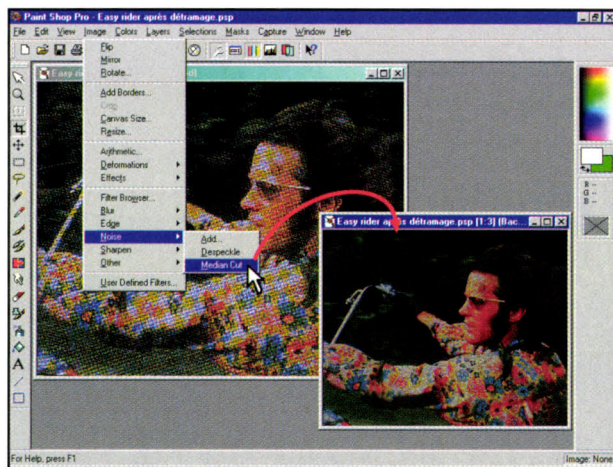 Paint Shop Pro - Easy rider après détramage.psp
File Edit View Image Colors Layers Selections Masks Capture Window Help
Flip
Mirror
Rotate...
Add Borders...
Crop
Canvas Size...
Resize...
Arithmetic...
Deformations
Effects
Filter Browser...
Blur
Edge
Noise
Sharpen
Other
User Defined Filters...
Add...
Despeckle
Median Cut
Easy rider après détramage.psp [1:3] (Bac...
R --
G --
B --
For Help, press F1
Image: None